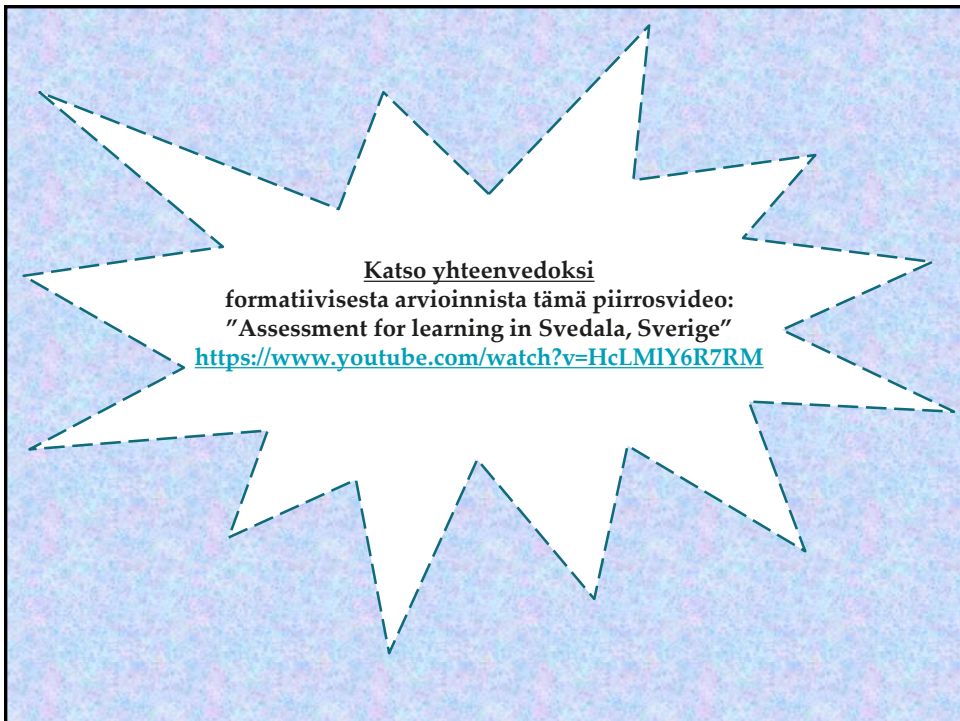 Katso yhteenvedoksi
formatiivisesta arvioinnista tämä piirrosvideo:
”Assessment for learning in Svedala, Sverige”
https://www.youtube.com/watch?v=HcLMlY6R7RM